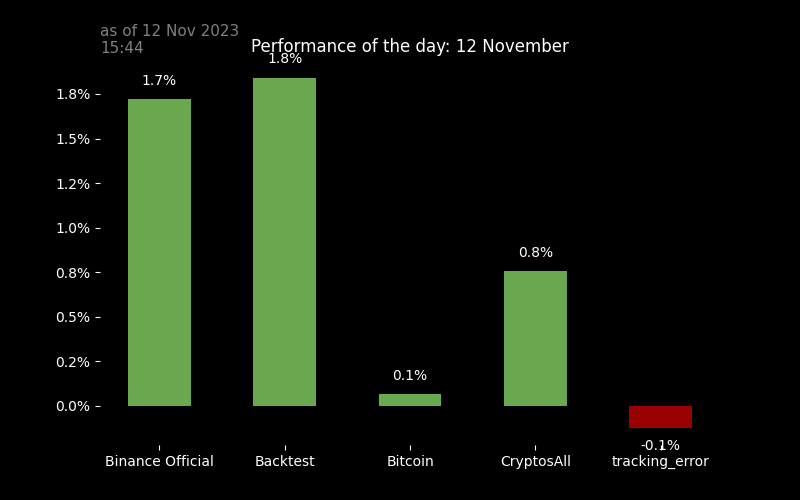 as of 12 Nov 2023
15:44
Performance of the day: 12 November
1.7%
1.8%
0.1%
0.8%
-0.1%
1.8%
1.5%
1.2%
1.0%
0.8%
0.5%
0.2%
0.0%
Binance Official
Backtest
Bitcoin
CryptosAll
tracking_error